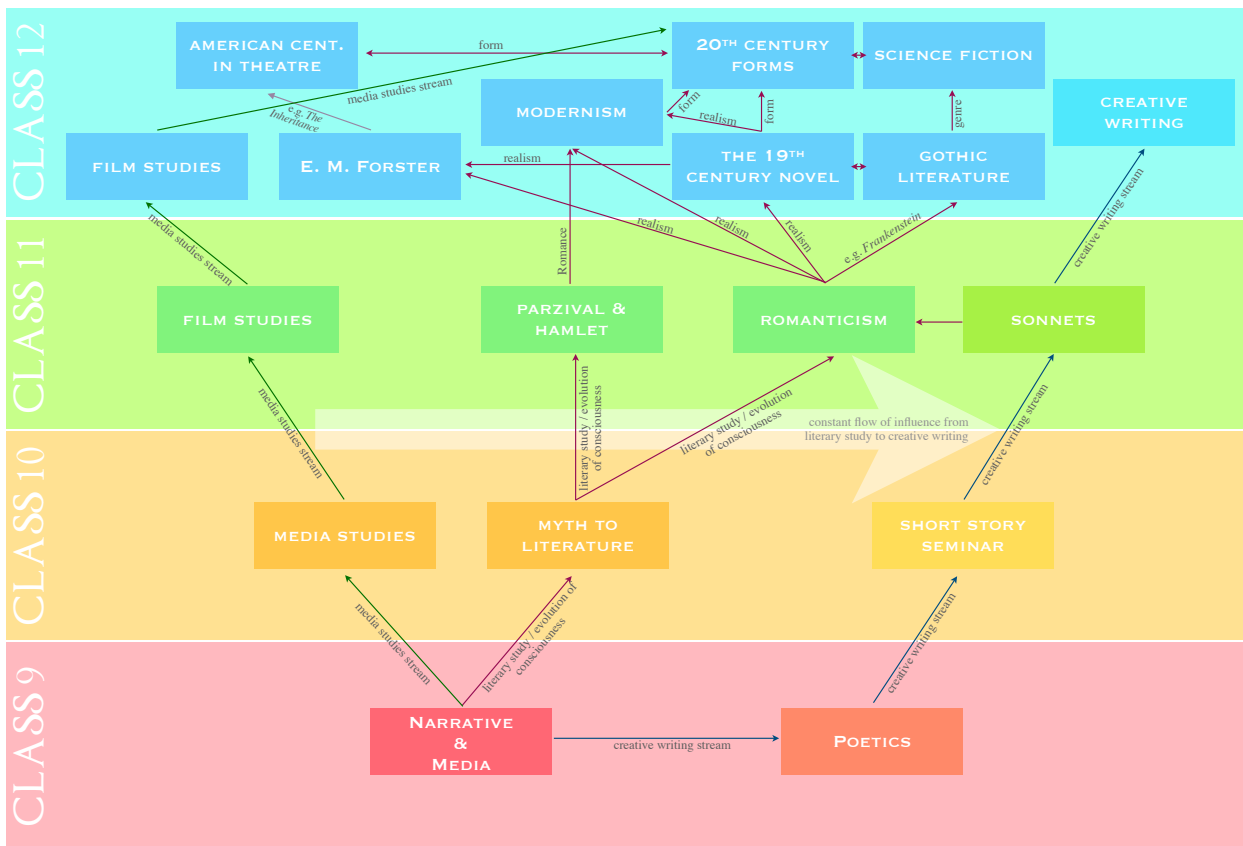 CLASS 12
AMERICAN CENT.
IN THEATRE
form
20TH CENTURY
FORMS
SCIENCE FICTION
media studies stream
MODERNISM
form
realism
form
genre
CREATIVE
WRITING
e.g. The
Inheritance
FILM STUDIES
E. M. FORSTER
realism
THE 19TH
CENTURY NOVEL
GOTHIC
LITERATURE
creative writing stream
CLASS 11
media studies stream
Romance
realism
realism
realism
e.g. Frankenstein
FILM STUDIES
PARZIVAL &
HAMLET
ROMANTICISM
SONNETS
media studies stream
literary study / evolution
of consciousness
literary study / evolution
of consciousness
constant flow of influence from
literary study to creative writing
creative writing stream
CLASS 10
MEDIA STUDIES
MYTH TO
LITERATURE
SHORT STORY
SEMINAR
media studies stream
literary study / evolution of
consciousness
creative writing stream
CLASS 9
NARRATIVE
&
MEDIA
creative writing stream
POETICS